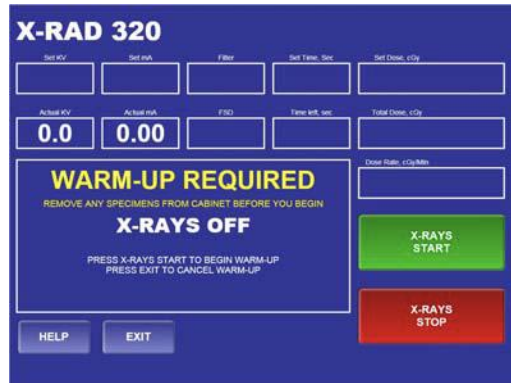 X-RAD 320
Set KV Set mA Filter Set Time, Sec Set Dose, cGy
Actual KV Actual mA FSD Time left, sec Total Dose, cGy
0.0 0.00
Dose Rate, cGy/Min
WARM-UP REQUIRED
REMOVE ANY SPECIMENS FROM CABINET BEFORE YOU BEGIN
X-RAYS OFF
PRESS X-RAYS START TO BEGIN WARM-UP
PRESS EXIT TO CANCEL WARM-UP
X-RAYS
START
X-RAYS
STOP
HELP EXIT